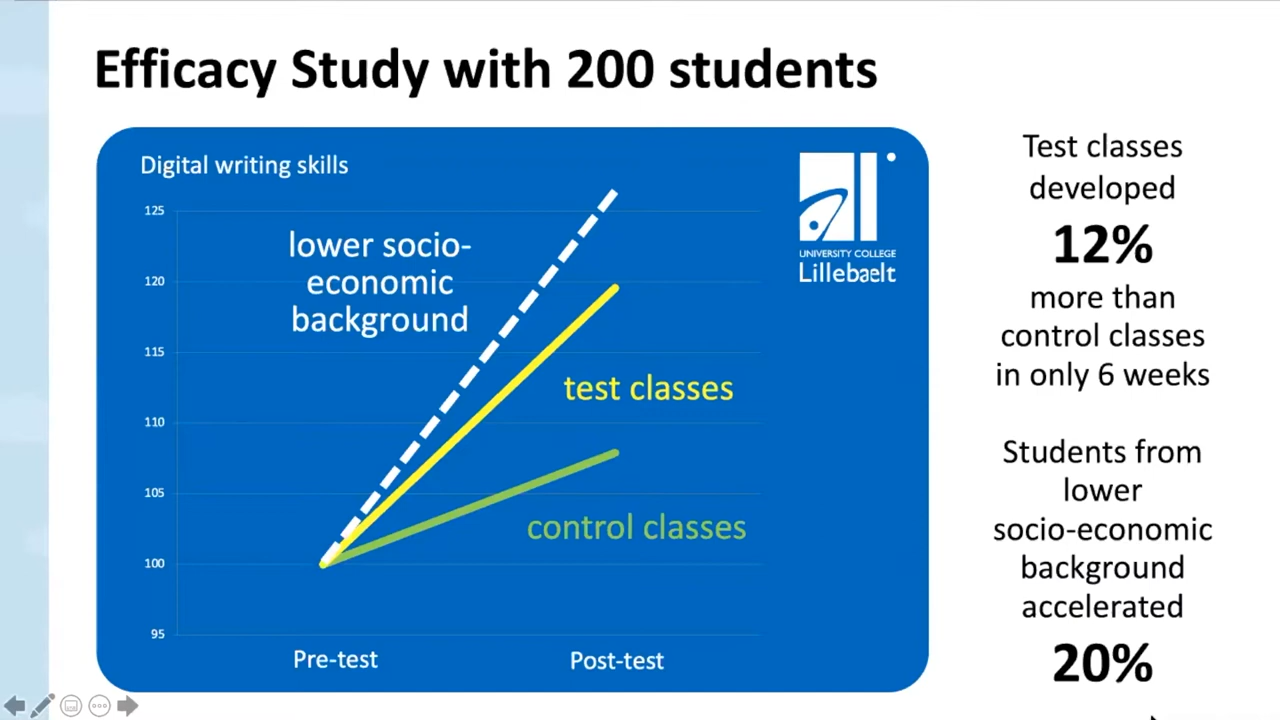 Efficacy Study with 200 students
Digital writing skills
125
120
115
110
105
100
95
lower socio-
economic
background
test classes
control classes
Pre-test
Post-test
UNIVERSITY COLLEGE
Lillebaelt
Test classes
developed
12%
more than
control classes
in only 6 weeks
Students from
lower
socio-economic
background
accelerated
20%